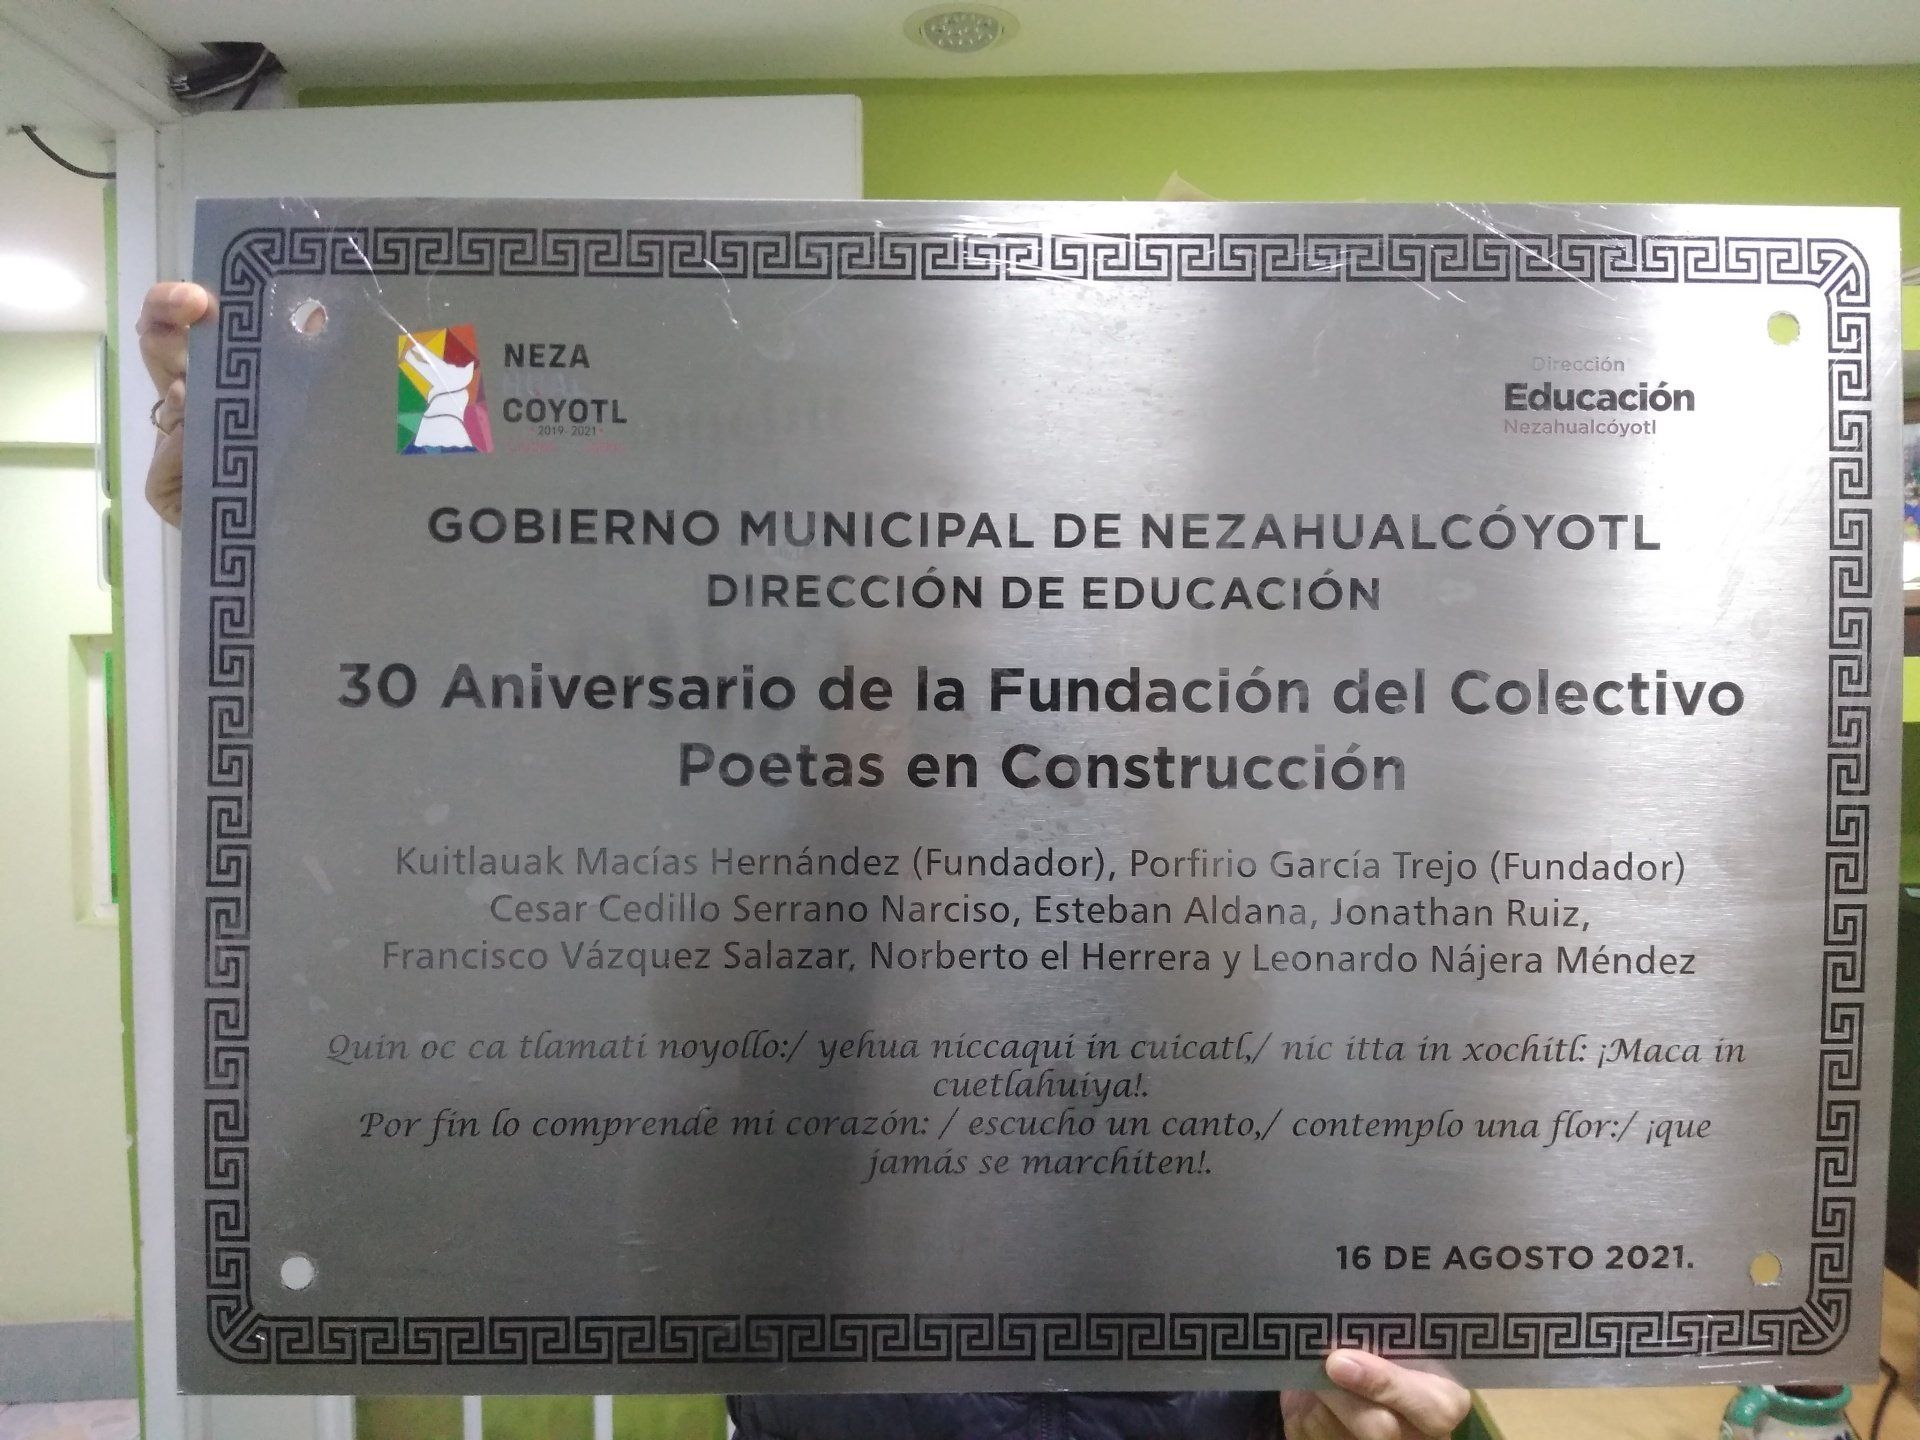 NEZA
HUAL
COYOTL
2019-2021
Dirección
Educación
Nezahualcóyotl
GOBIERNO MUNICIPAL DE NEZAHUALCÓYOTL
DIRECCIÓN DE EDUCACIÓN
30 Aniversario de la Fundación del Colectivo
Poetas en Construcción
Kuitlauak Macías Hernández (Fundador), Porfirio García Trejo (Fundador)
Cesar Cedillo Serrano Narciso, Esteban Aldana, Jonathan Ruiz,
Francisco Vázquez Salazar, Norberto el Herrera y Leonardo Nájera Méndez
Quin oc ca tlamati noyollo:/ yehua niccaqui in cuicatl,/ nic itta in xochitl: ¡Maca in
cuetlahuiya!.
Por fin lo comprende mi corazón: / escucho un canto,/ contemplo una flor:/ ¡que
jamás se marchiten!.
16 DE AGOSTO 2021.